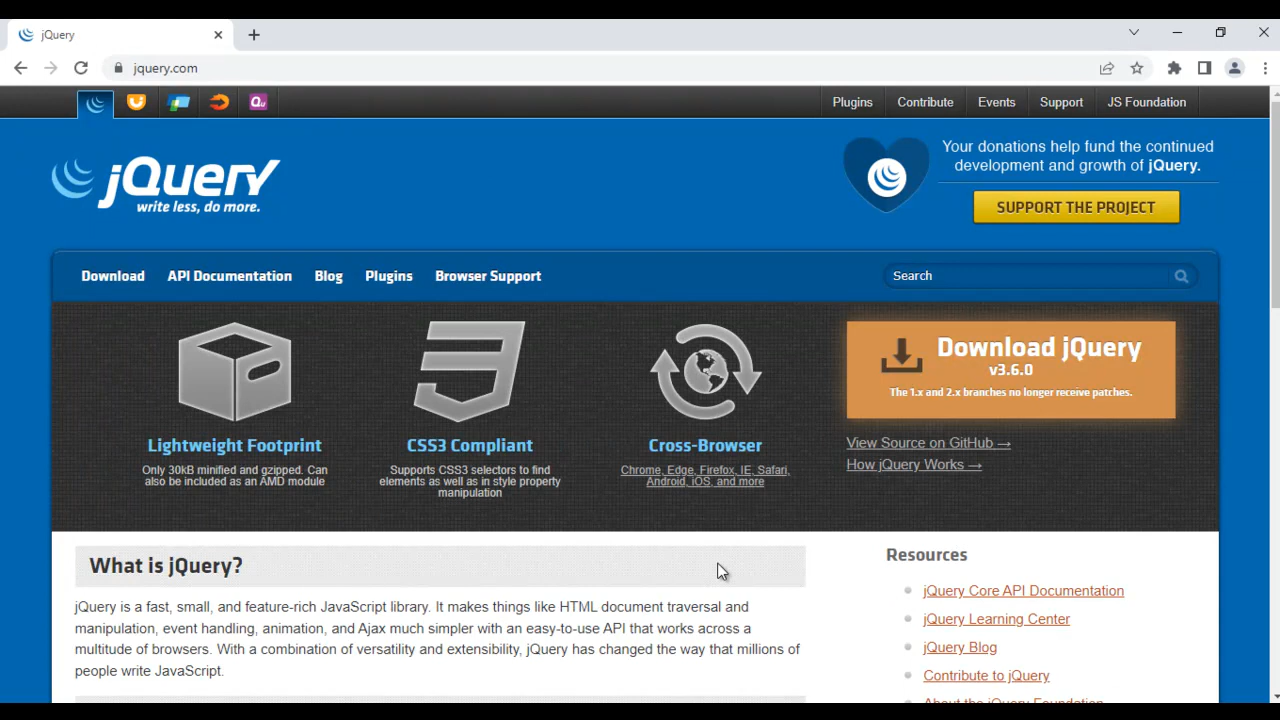 jQuery
jquery.com
Qu
Plugins
Contribute
Events
Support
JS Foundation
jQuery
write less, do more.
Your donations help fund the continued
development and growth of jQuery.
SUPPORT THE PROJECT
Download
API Documentation
Blog
Plugins
Browser Support
Search
Lightweight Footprint
Only 30kB minified and gzipped. Can
also be included as an AMD module
CSS3 Compliant
Supports CSS3 selectors to find
elements as well as in style property
manipulation
Cross-Browser
Chrome, Edge, Firefox, IE, Safari,
Android, iOS, and more
Download jQuery
v3.6.0
The 1.x and 2.x branches no longer receive patches.
View Source on GitHub →
How jQuery Works →
What is jQuery?
jQuery is a fast, small, and feature-rich JavaScript library. It makes things like HTML document traversal and
manipulation, event handling, animation, and Ajax much simpler with an easy-to-use API that works across a
multitude of browsers. With a combination of versatility and extensibility, jQuery has changed the way that millions of
people write JavaScript.
Resources
jQuery Core API Documentation
jQuery Learning Center
jQuery Blog
Contribute to jQuery
About the jQuery Foundation